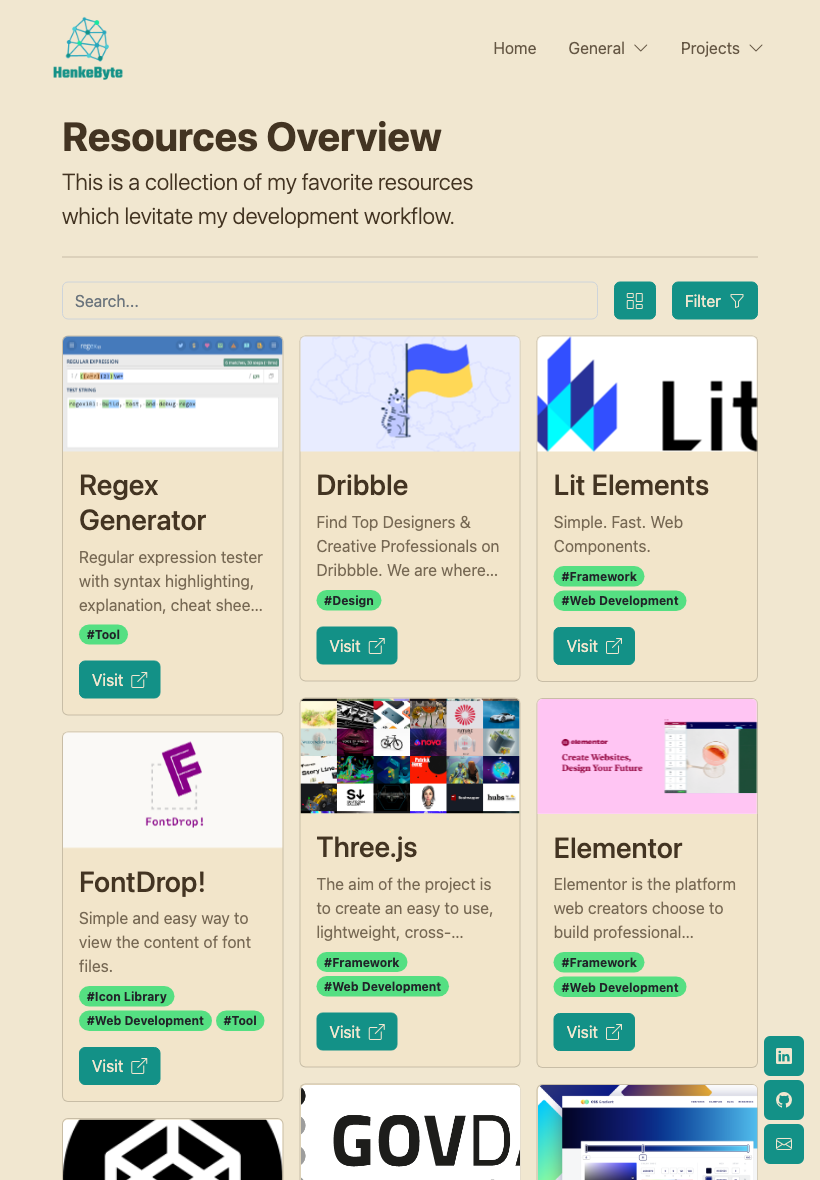 HenkeByte
Home
General
Projects
Resources Overview
This is a collection of my favorite resources
which levitate my development workflow.
Search...
Filter
REGULAR EXPRESSION
TEST STRING
Regex
Generator
Regular expression tester
with syntax highlighting,
explanation, cheat shee...
#Tool
Visit
Dribble
Find Top Designers &
Creative Professionals on
Dribbble. We are where...
#Design
Visit
Lit
Lit Elements
Simple. Fast. Web
Components.
#Framework
#Web Development
Visit
F
FontDrop!
FontDrop!
Simple and easy way to
view the content of font
files.
#Icon Library
#Web Development #Tool
Visit
nova
Story Line
hubs
Three.js
The aim of the project is
to create an easy to use,
lightweight, cross-...
#Framework
#Web Development
Visit
elementor
Create Websites,
Design Your Future
Elementor
Elementor is the platform
web creators choose to
build professional...
#Framework
#Web Development
Visit
GOVDA